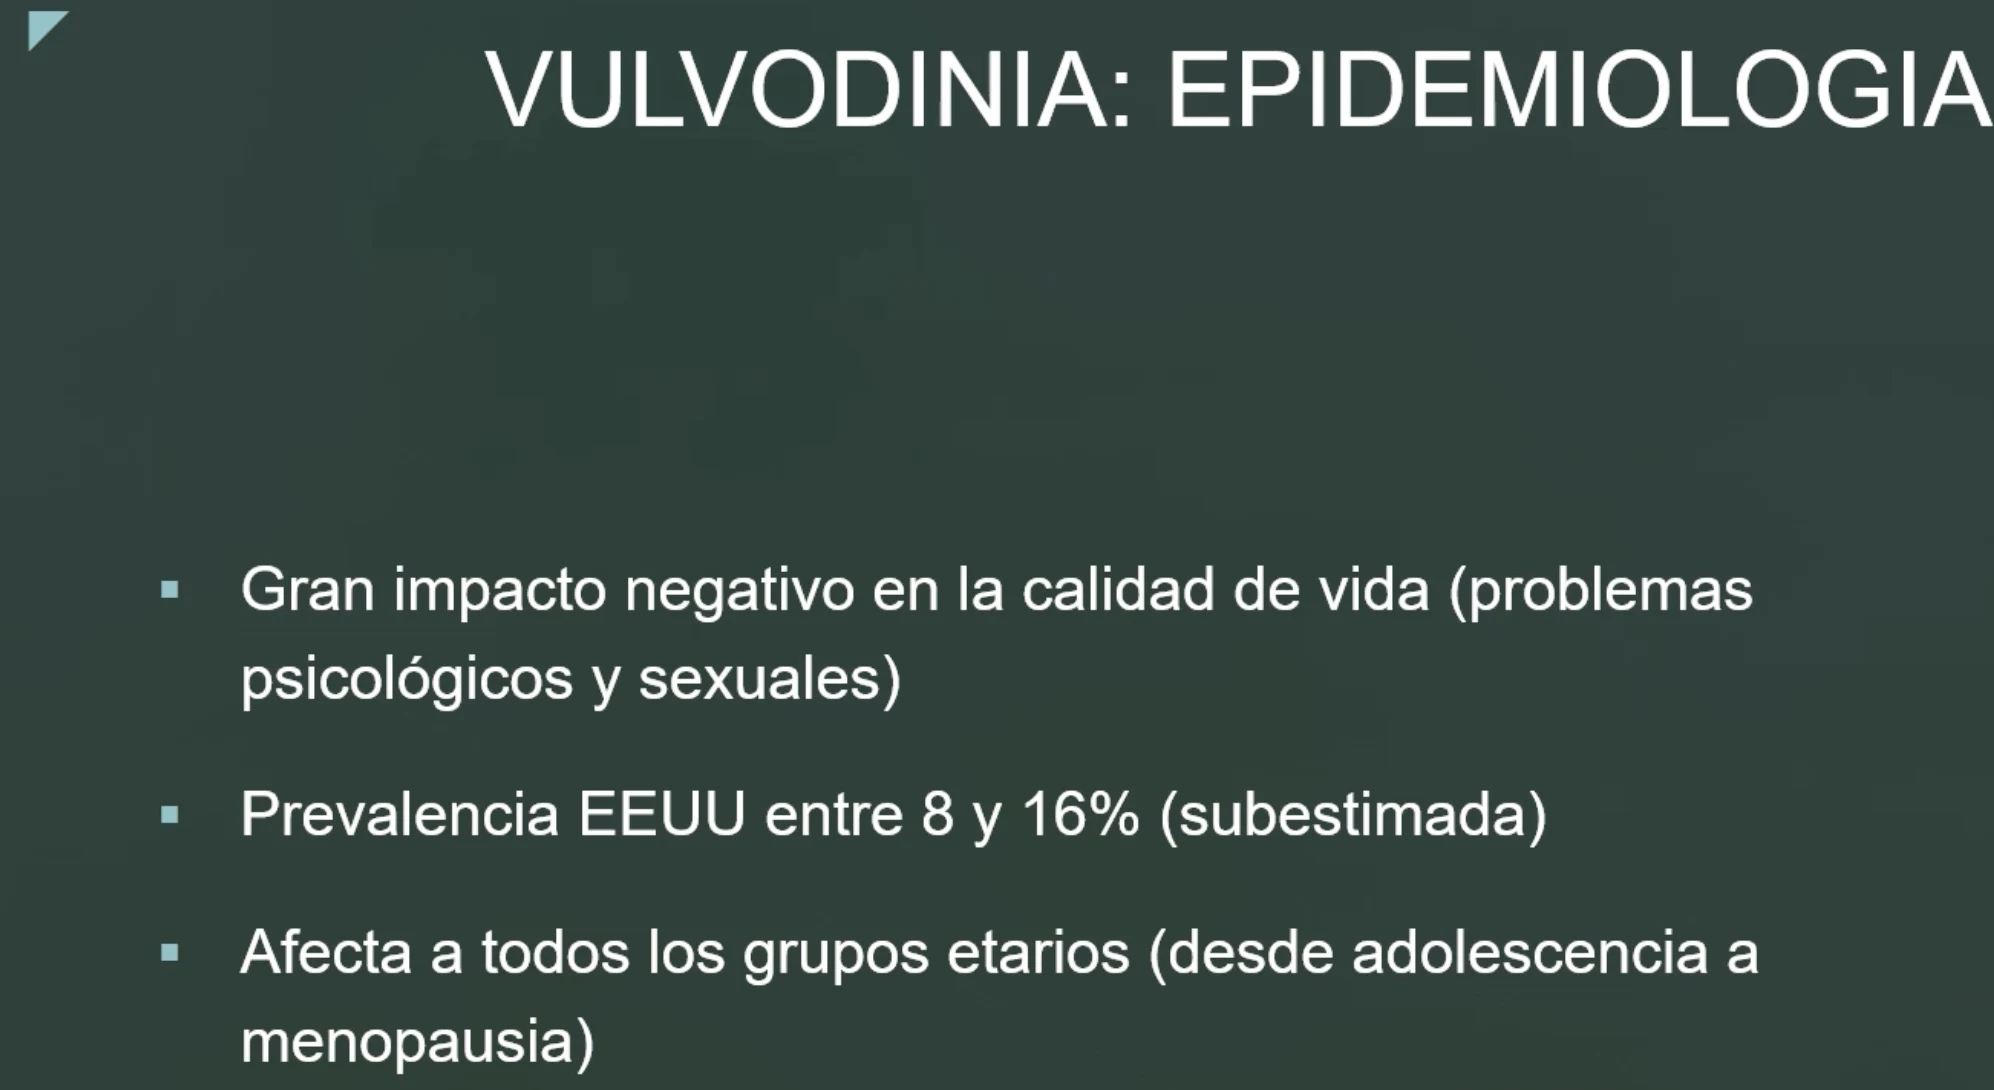 VULVODINIA: EPIDEMIOLOGIA
▪ Gran impacto negativo en la calidad de vida (problemas
psicológicos y sexuales)
▪ Prevalencia EEUU entre 8 y 16% (subestimada)
▪ Afecta a todos los grupos etarios (desde adolescencia a
menopausia)